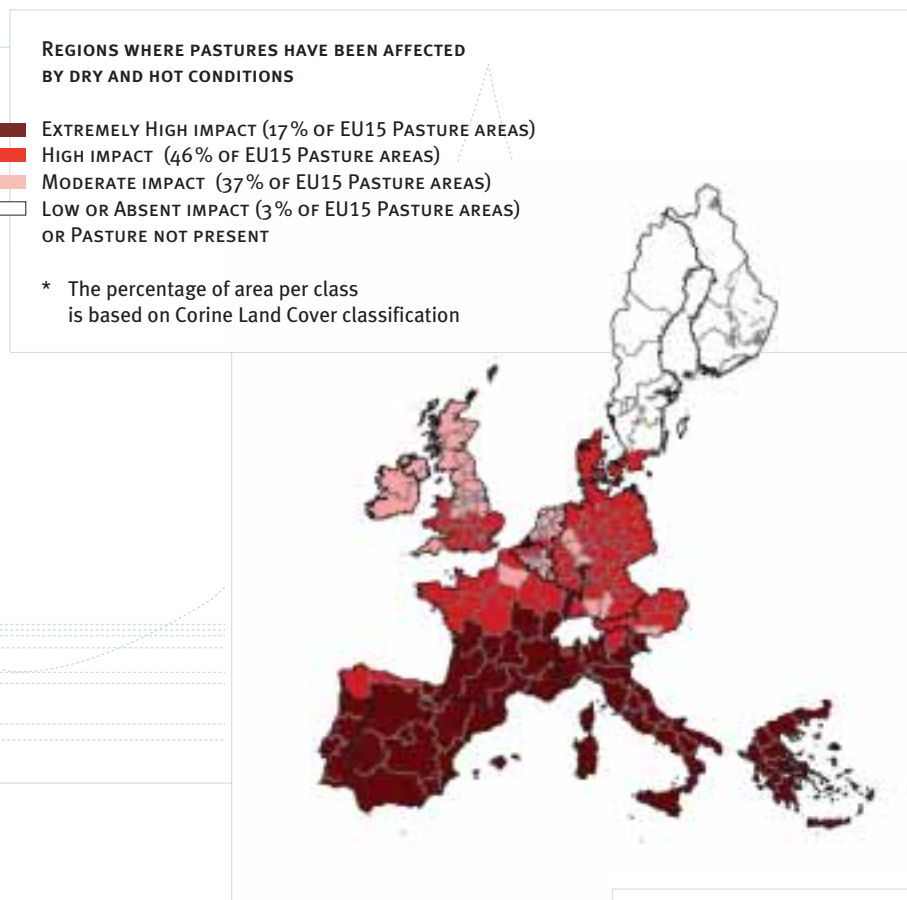 Regions where pastures have been affected
by dry and hot conditions
Extremely High impact (17% of EU15 Pasture areas)
High impact (46% of EU15 Pasture areas)
Moderate impact (37% of EU15 Pasture areas)
Low or Absent impact (3% of EU15 Pasture areas)
or Pasture not present
* The percentage of area per class
is based on Corine Land Cover classification